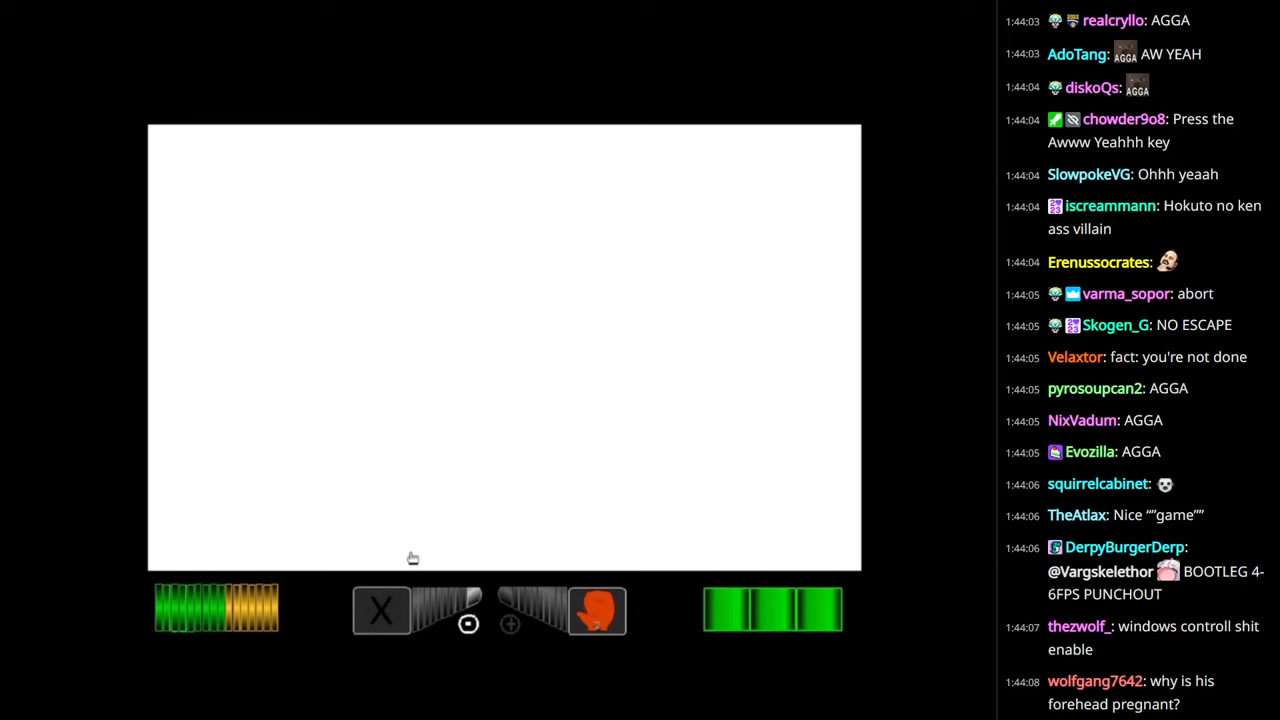 1:44:03 realcryllo: AGGA
1:44:03 AdoTang: AGGA AW YEAH
1:44:04 diskoQs: AGGA
1:44:04 chowder9o8: Press the
Awww Yeahhh key
1:44:04 SlowpokeVG: Ohhh yeaah
1:44:04 iscreammann: Hokuto no ken
ass villain
1:44:04 Erenussocrates:
1:44:05 varma_sopor: abort
1:44:05 Skogen_G: NO ESCAPE
1:44:05 Velaxtor: fact: you're not done
1:44:05 pyrosoupcan2: AGGA
1:44:05 NixVadum: AGGA
1:44:05 Evozilla: AGGA
1:44:06 squirrelcabinet:
1:44:06 TheAtlax: Nice “"game"”
1:44:06 DerpyBurgerDerp:
@Vargskelethor BOOTLEG 4-
6FPS PUNCHOUT
1:44:07 thezwolf_: windows controll shit
enable
1:44:08 wolfgang7642: why is his
forehead pregnant?
X